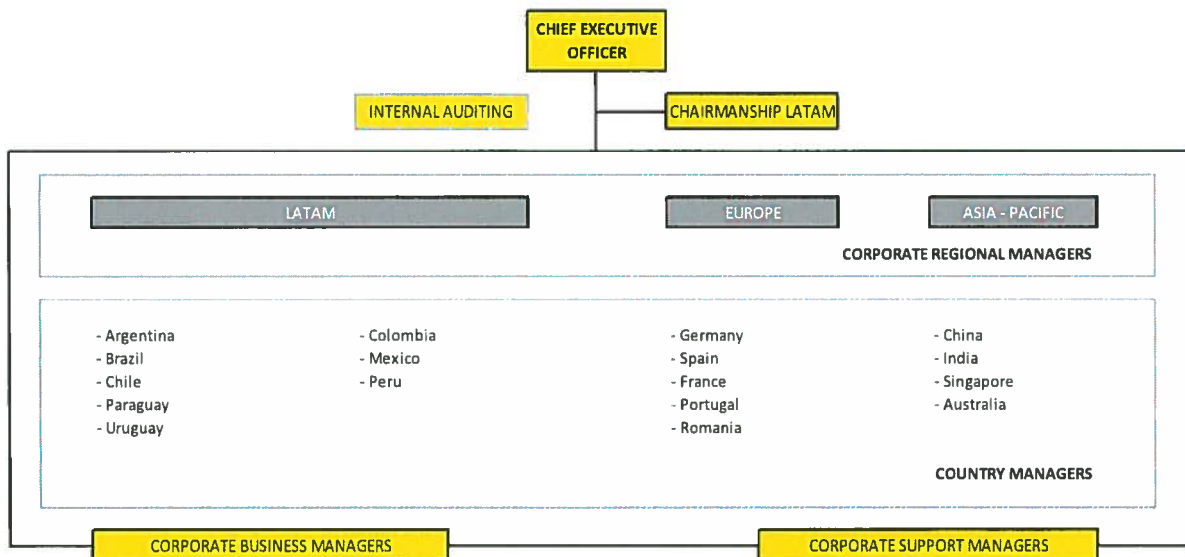 CHIEF EXECUTIVE
OFFICER
INTERNAL AUDITING
CHAIRMANSHIP LATAM
LATAM
EUROPE
ASIA - PACIFIC
CORPORATE REGIONAL MANAGERS
- Argentina
- Brazil
- Chile
- Paraguay
- Uruguay
- Colombia
- Mexico
- Peru
- Germany
- Spain
- France
- Portugal
- Romania
- China
- India
- Singapore
- Australia
COUNTRY MANAGERS
CORPORATE BUSINESS MANAGERS
CORPORATE SUPPORT MANAGERS